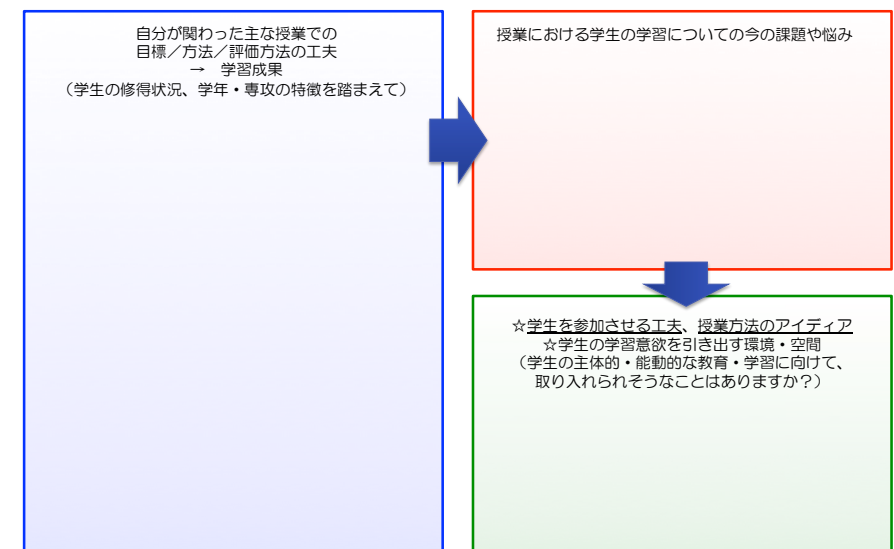 自分が関わった主な授業での
目標／方法／評価方法の工夫
→　学習成果
（学生の修得状況、学年・専攻の特徴を踏まえて）
授業における学生の学習についての今の課題や悩み
☆学生を参加させる工夫、授業方法のアイディア
☆学生の学習意欲を引き出す環境・空間
（学生の主体的・能動的な教育・学習に向けて、
取り入れられそうなことはありますか？）